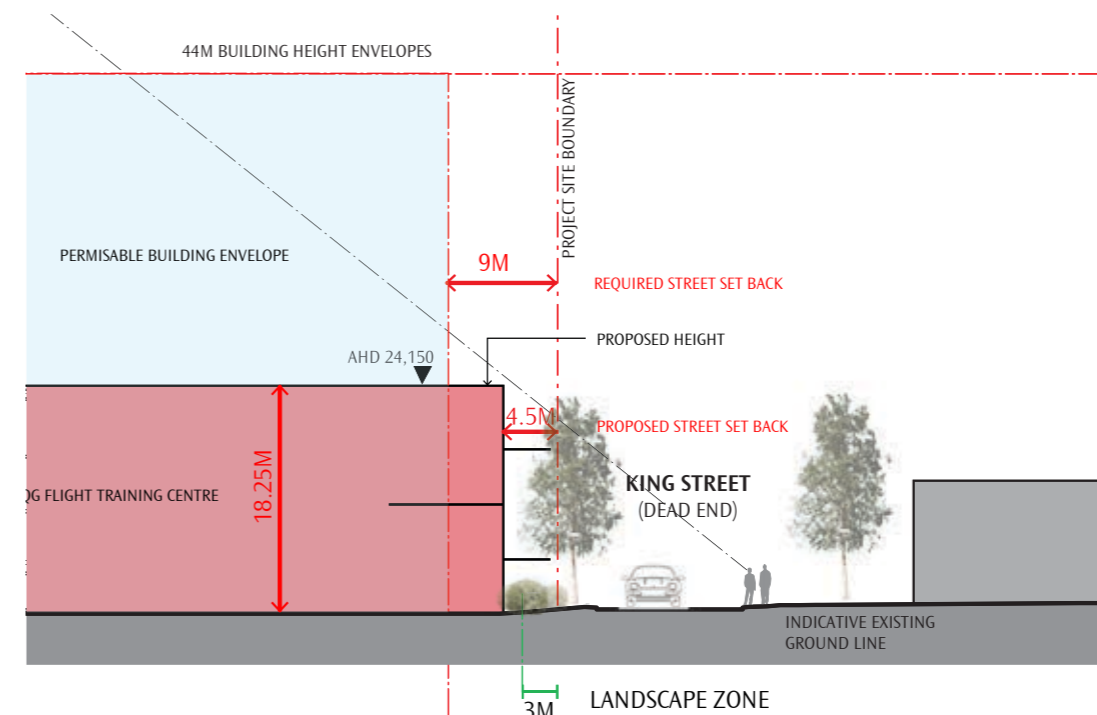 44M BUILDING HEIGHT ENVELOPES
PROJECT SITE BOUNDARY
PERMISABLE BUILDING ENVELOPE
9M
REQUIRED STREET SET BACK
PROPOSED HEIGHT
AHD 24,150
4.5M
PROPOSED STREET SET BACK
18.25M
FLIGHT TRAINING CENTRE
KING STREET
(DEAD END)
INDICATIVE EXISTING
GROUND LINE
3M
LANDSCAPE ZONE